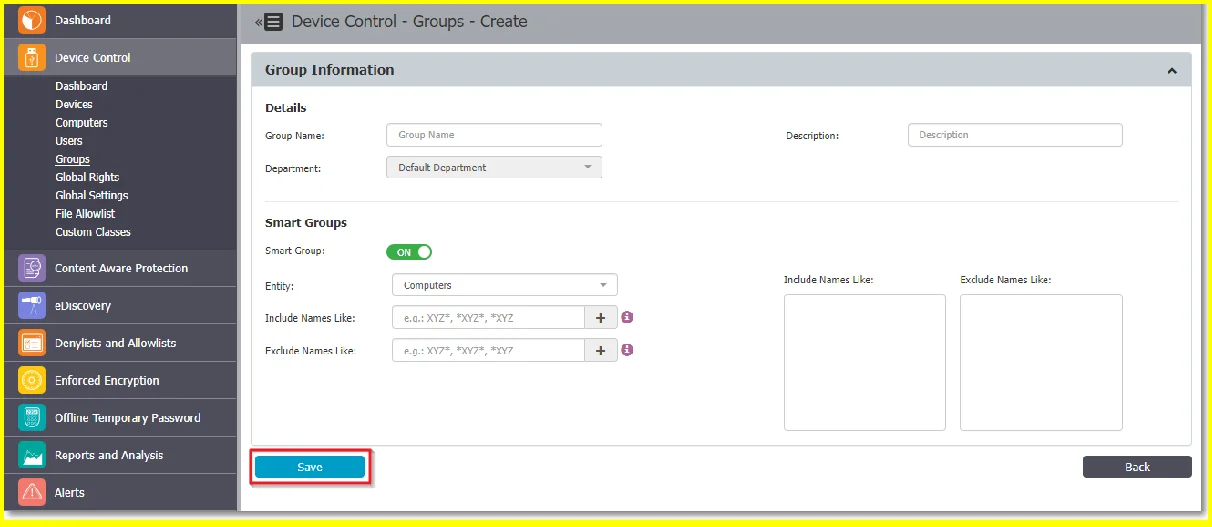 Dashboard
Device Control
Dashboard
Devices
Computers
Users
Groups
Global Rights
Global Settings
File Allowlist
Custom Classes
Content Aware Protection
eDiscovery
Denylists and Allowlists
Enforced Encryption
Offline Temporary Password
Reports and Analysis
Alerts
« Device Control - Groups - Create
Group Information
Details
Group Name: Group Name Description: Description
Department: Default Department
Smart Groups
Smart Group: ON
Entity: Computers
Include Names Like: e.g.: XYZ*, *XYZ*, *XYZ +
Exclude Names Like: e.g.: XYZ*, *XYZ*, *XYZ +
Include Names Like: Exclude Names Like:
Save Back